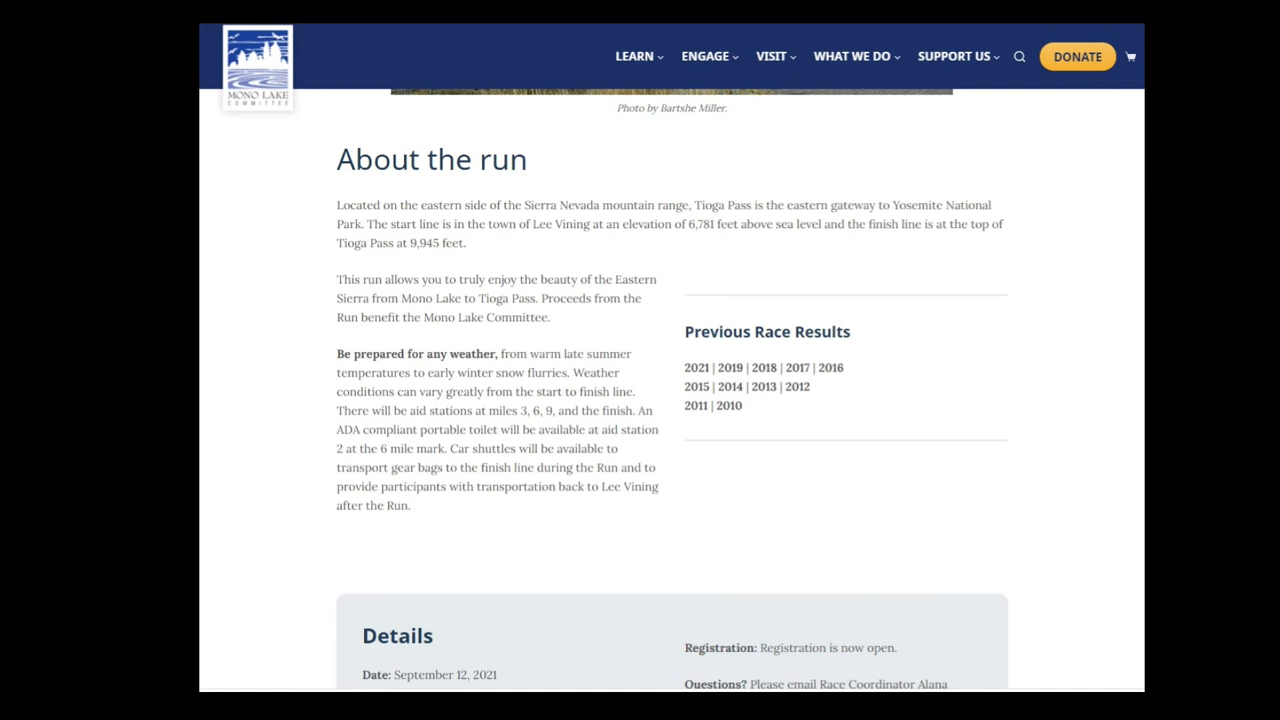 MONO LAKE
COMMITTEE
LEARN ENGAGE VISIT WHAT WE DO SUPPORT US DONATE
Photo by Bartshe Miller.
About the run
Located on the eastern side of the Sierra Nevada mountain range, Tioga Pass is the eastern gateway to Yosemite National
Park. The start line is in the town of Lee Vining at an elevation of 6,781 feet above sea level and the finish line is at the top of
Tioga Pass at 9,945 feet.
This run allows you to truly enjoy the beauty of the Eastern
Sierra from Mono Lake to Tioga Pass. Proceeds from the
Run benefit the Mono Lake Committee.
Be prepared for any weather, from warm late summer
temperatures to early winter snow flurries. Weather
conditions can vary greatly from the start to finish line.
There will be aid stations at miles 3, 6, 9, and the finish. An
ADA compliant portable toilet will be available at aid station
2 at the 6 mile mark. Car shuttles will be available to
transport gear bags to the finish line during the Run and to
provide participants with transportation back to Lee Vining
after the Run.
Previous Race Results
2021 | 2019 | 2018 | 2017 | 2016
2015 | 2014 | 2013 | 2012
2011 | 2010
Details
Date: September 12, 2021
Registration: Registration is now open.
Questions? Please email Race Coordinator Alana